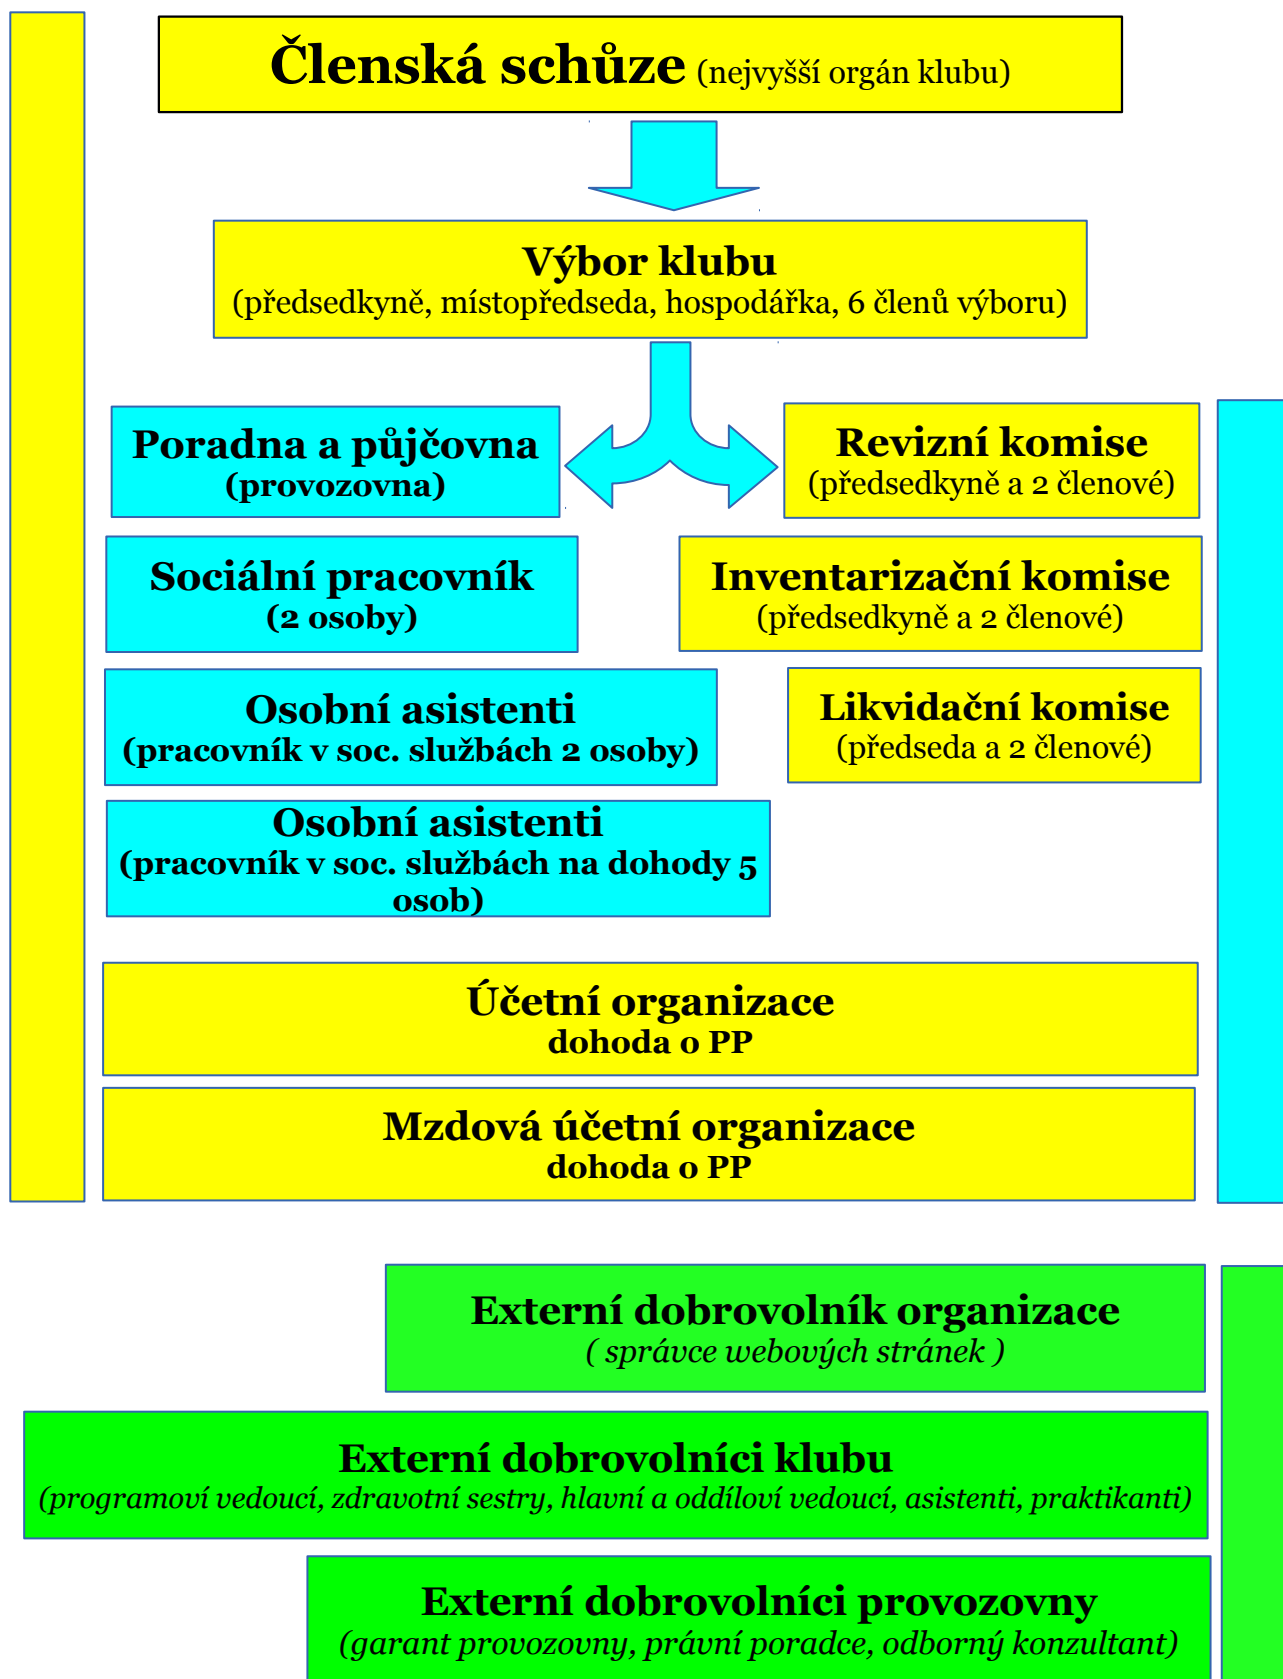 Členská schůze (nejvyšší orgán klubu)
Výbor klubu
(předsedkyně, místopředseda, hospodářka, 6 členů výboru)
Poradna a půjčovna
(provozovna)
Revizní komise
(předsedkyně a 2 členové)
Sociální pracovník
(2 osoby)
Inventarizační komise
(předsedkyně a 2 členové)
Osobní asistenti
(pracovník v soc. službách 2 osoby)
Likvidační komise
(předseda a 2 členové)
Osobní asistenti
(pracovník v soc. službách na dohody 5
osob)
Účetní organizace
dohoda o PP
Mzdová účetní organizace
dohoda o PP
Externí dobrovolník organizace
( správce webových stránek )
Externí dobrovolníci klubu
(programoví vedoucí, zdravotní sestry, hlavní a oddíloví vedoucí, asistenti, praktikanti)
Externí dobrovolníci provozovny
(garant provozovny, právní poradce, odborný konzultant)